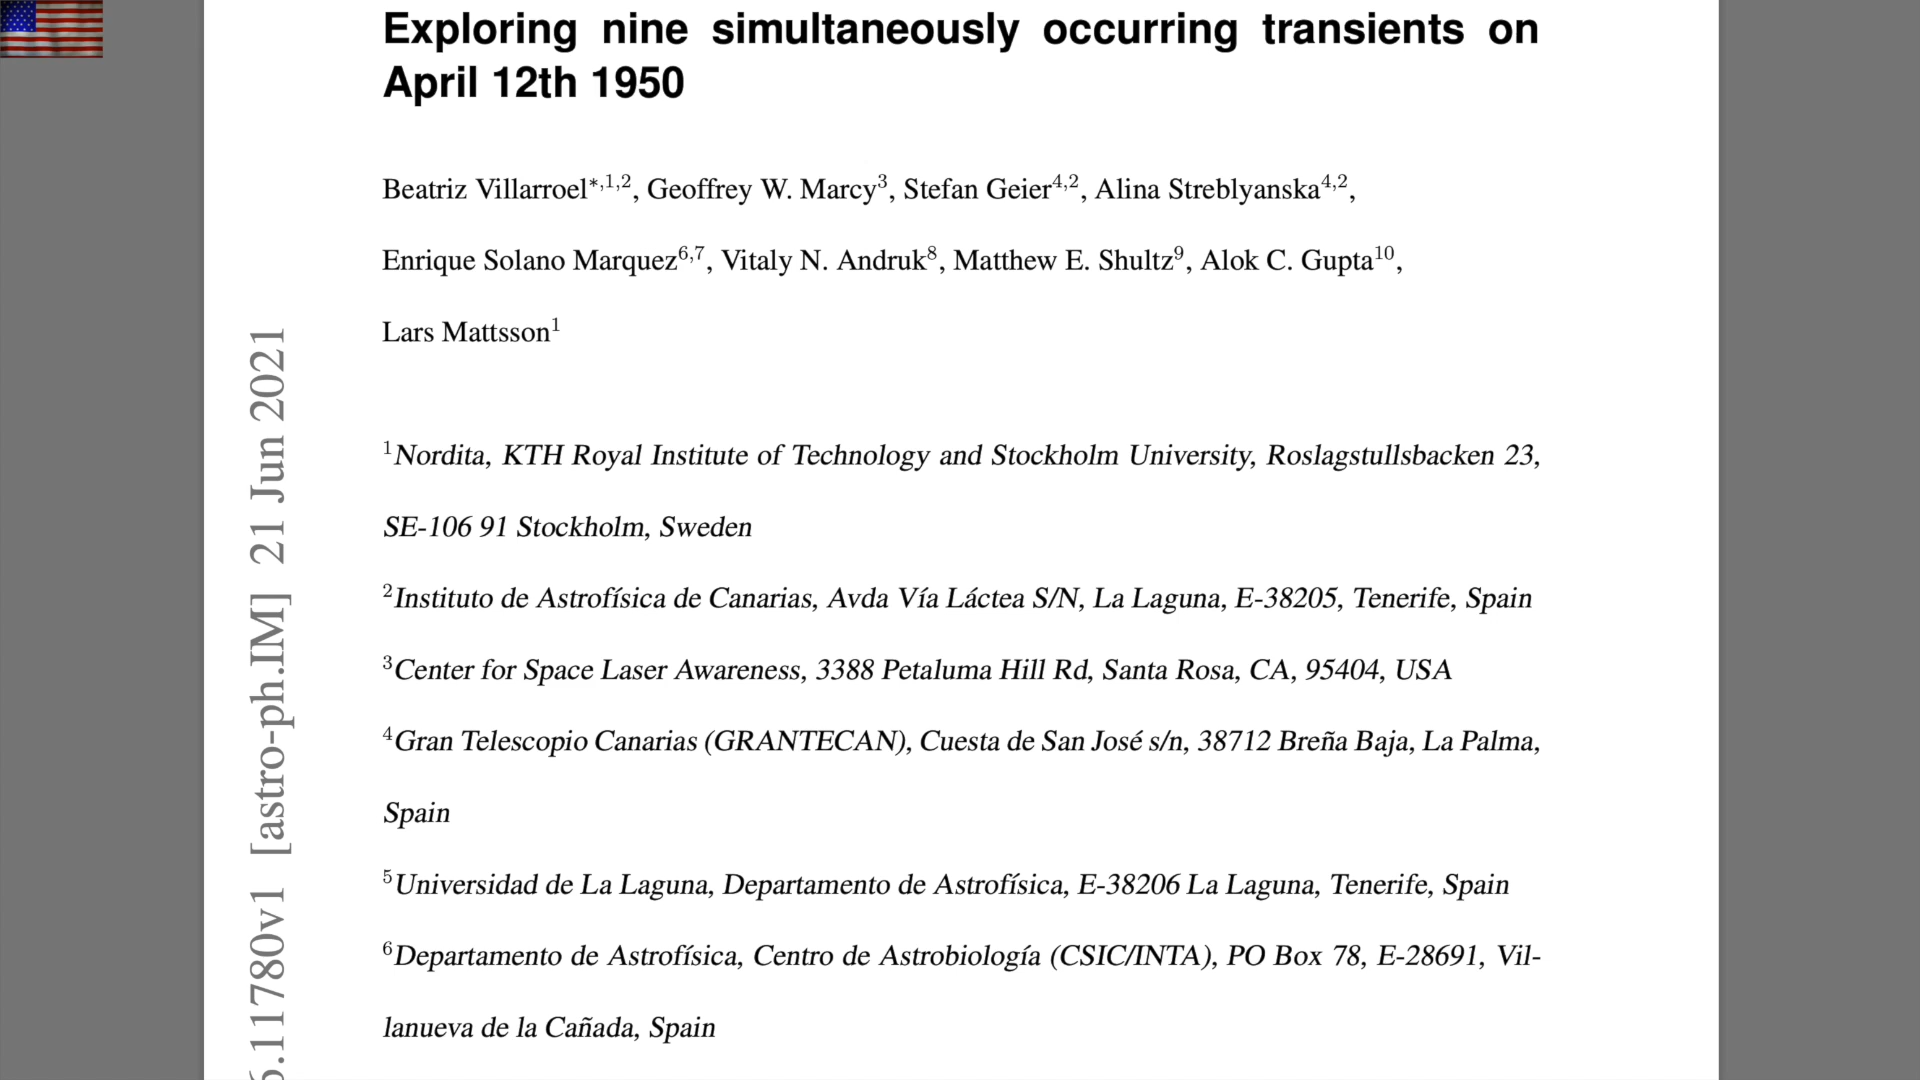 Exploring nine simultaneously occurring transients on
April 12th 1950
Beatriz Villarroel*,1,2, Geoffrey W. Marcy3, Stefan Geier4,2, Alina Streblyanska4,2,
Enrique Solano Marquez6,7, Vitaly N. Andruk8, Matthew E. Shultz9, Alok C. Gupta10,
Lars Mattsson1
1Nordita, KTH Royal Institute of Technology and Stockholm University, Roslagstullsbacken 23,
SE-106 91 Stockholm, Sweden
2Instituto de Astrofísica de Canarias, Avda Vía Láctea S/N, La Laguna, E-38205, Tenerife, Spain
3Center for Space Laser Awareness, 3388 Petaluma Hill Rd, Santa Rosa, CA, 95404, USA
4Gran Telescopio Canarias (GRANTECAN), Cuesta de San José s/n, 38712 Breña Baja, La Palma,
Spain
5Universidad de La Laguna, Departamento de Astrofísica, E-38206 La Laguna, Tenerife, Spain
6Departamento de Astrofísica, Centro de Astrobiología (CSIC/INTA), PO Box 78, E-28691, Vil-
lanueva de la Cañada, Spain
6.11780v1 [astro-ph.IM] 21 Jun 2021